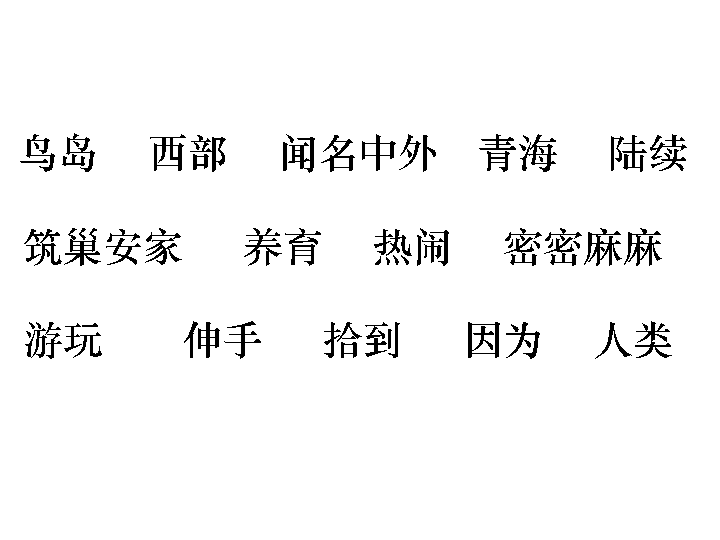 鸟岛 西部 闻名中外 青海 陆续
筑巢安家 养育 热闹 密密麻麻
游玩 伸手 拾到 因为 人类